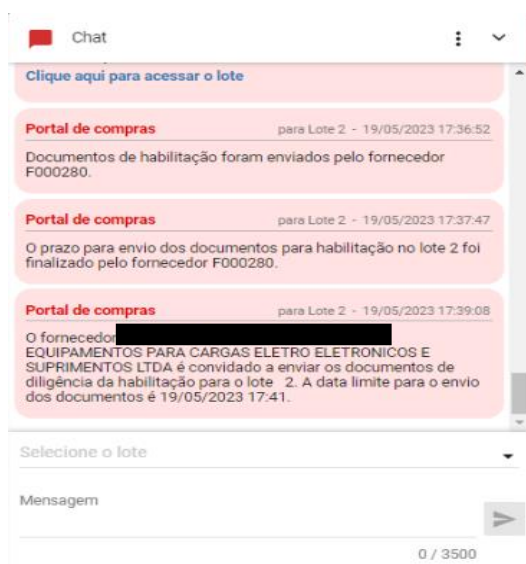 Chat
Clique aqui para acessar o lote
Portal de compras para Lote 2 - 19/05/2023 17:36:52
Documentos de habilitação foram enviados pelo fornecedor
F000280.
Portal de compras para Lote 2 - 19/05/2023 17:37:47
O prazo para envio dos documentos para habilitação no lote 2 foi
finalizado pelo fornecedor F000280.
Portal de compras para Lote 2 - 19/05/2023 17:39:08
O fornecedor
EQUIPAMENTOS PARA CARGAS ELETRO ELETRONICOS E
SUPRIMENTOS LTDA é convidado a enviar os documentos de
diligência da habilitação para o lote 2. A data limite para o envio
dos documentos é 19/05/2023 17:41.
Selecione o lote
Mensagem
0 / 3500